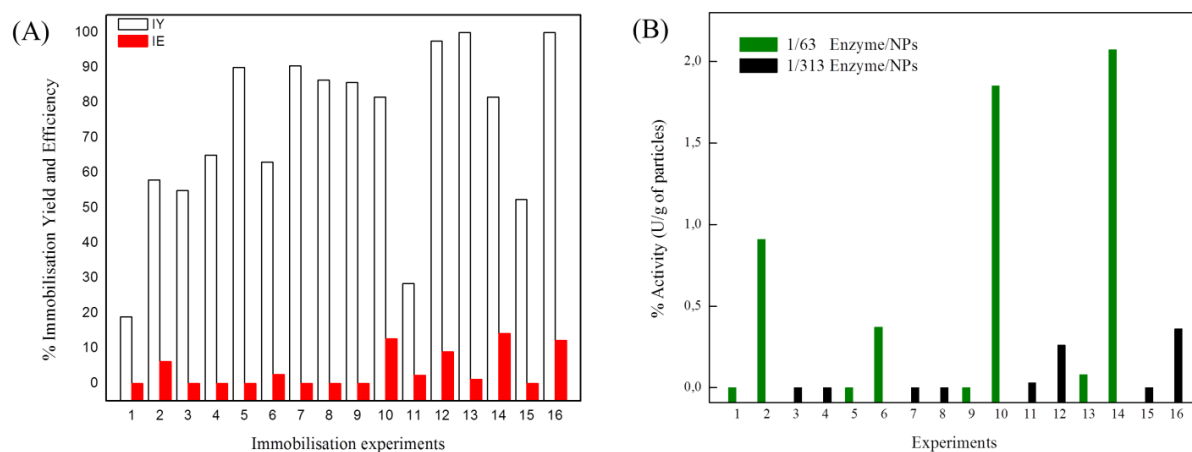 (A)
IY
IE
100
90
80
70
60
50
40
30
20
10
0
% Immobilisation Yield and Efficiency
1 2 3 4 5 6 7 8 9 10 11 12 13 14 15 16
Immobilisation experiments
(B)
1/63 Enzyme/NPs
1/313 Enzyme/NPs
2,0
1,5
1,0
0,5
0,0
% Activity (U/g of particles)
1 2 3 4 5 6 7 8 9 10 11 12 13 14 15 16
Experiments